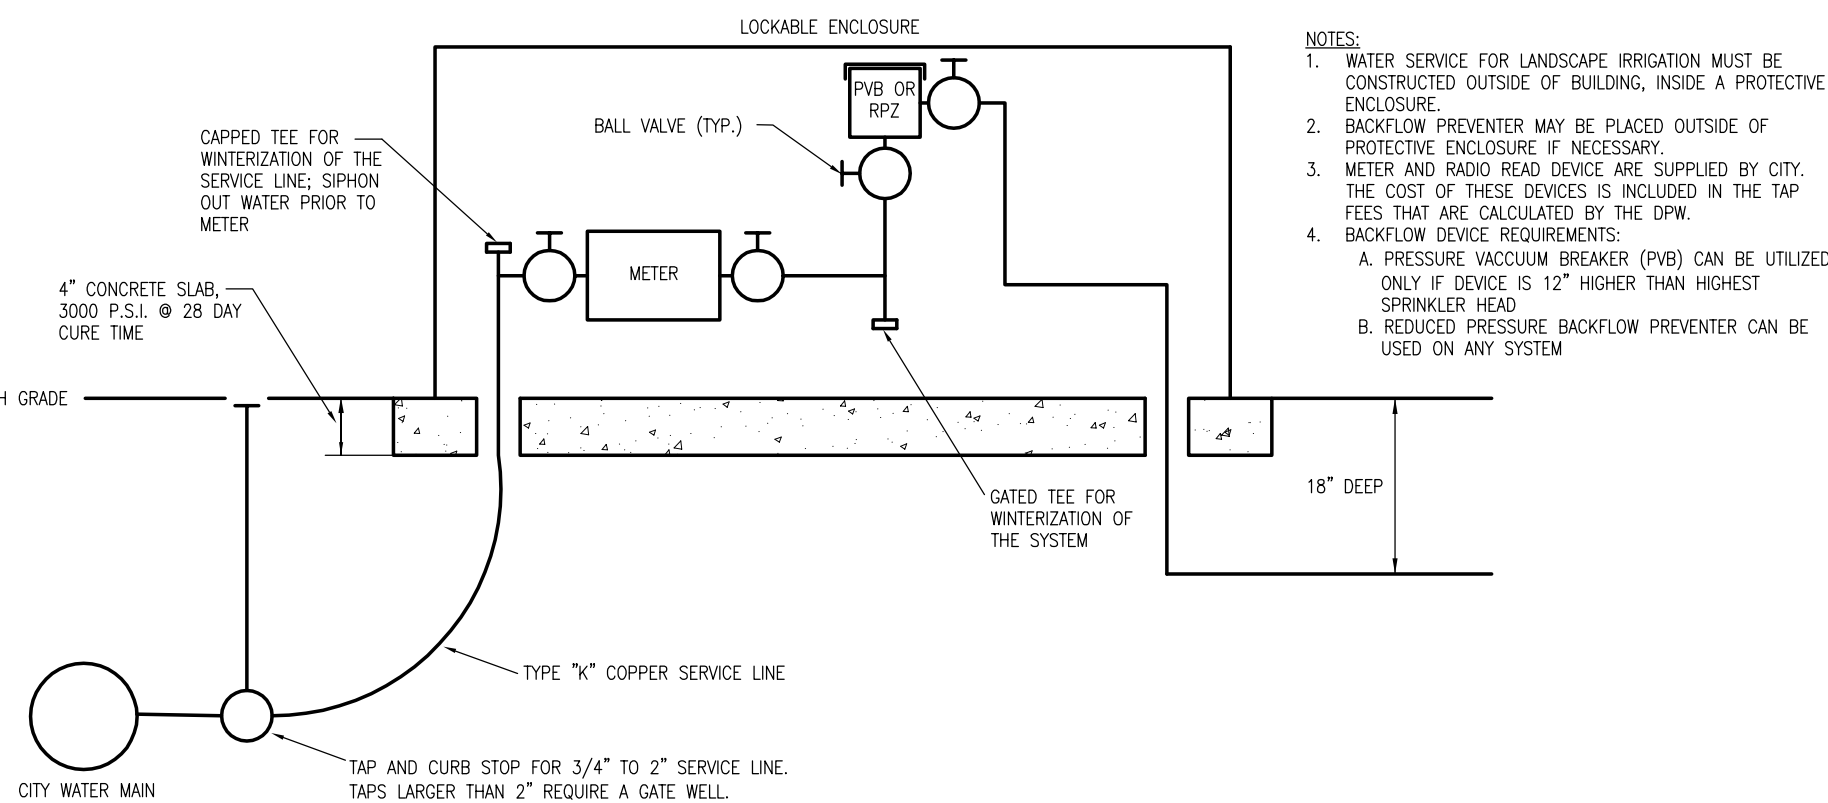 LOCKABLE ENCLOSURE
PVB OR
RPZ
BALL VALVE (TYP.)
CAPPED TEE FOR
WINTERIZATION OF THE
SERVICE LINE; SIPHON
OUT WATER PRIOR TO
METER
METER
4" CONCRETE SLAB,
3000 P.S.I. @ 28 DAY
CURE TIME
H GRADE
GATED TEE FOR
WINTERIZATION OF
THE SYSTEM
18" DEEP
TYPE "K" COPPER SERVICE LINE
TAP AND CURB STOP FOR 3/4" TO 2" SERVICE LINE.
TAPS LARGER THAN 2" REQUIRE A GATE WELL.
CITY WATER MAIN
NOTES:
1. WATER SERVICE FOR LANDSCAPE IRRIGATION MUST BE
CONSTRUCTED OUTSIDE OF BUILDING, INSIDE A PROTECTIVE
ENCLOSURE.
2. BACKFLOW PREVENTER MAY BE PLACED OUTSIDE OF
PROTECTIVE ENCLOSURE IF NECESSARY.
3. METER AND RADIO READ DEVICE ARE SUPPLIED BY CITY.
THE COST OF THESE DEVICES IS INCLUDED IN THE TAP
FEES THAT ARE CALCULATED BY THE DPW.
4. BACKFLOW DEVICE REQUIREMENTS:
A. PRESSURE VACCUUM BREAKER (PVB) CAN BE UTILIZED
ONLY IF DEVICE IS 12" HIGHER THAN HIGHEST
SPRINKLER HEAD
B. REDUCED PRESSURE BACKFLOW PREVENTER CAN BE
USED ON ANY SYSTEM